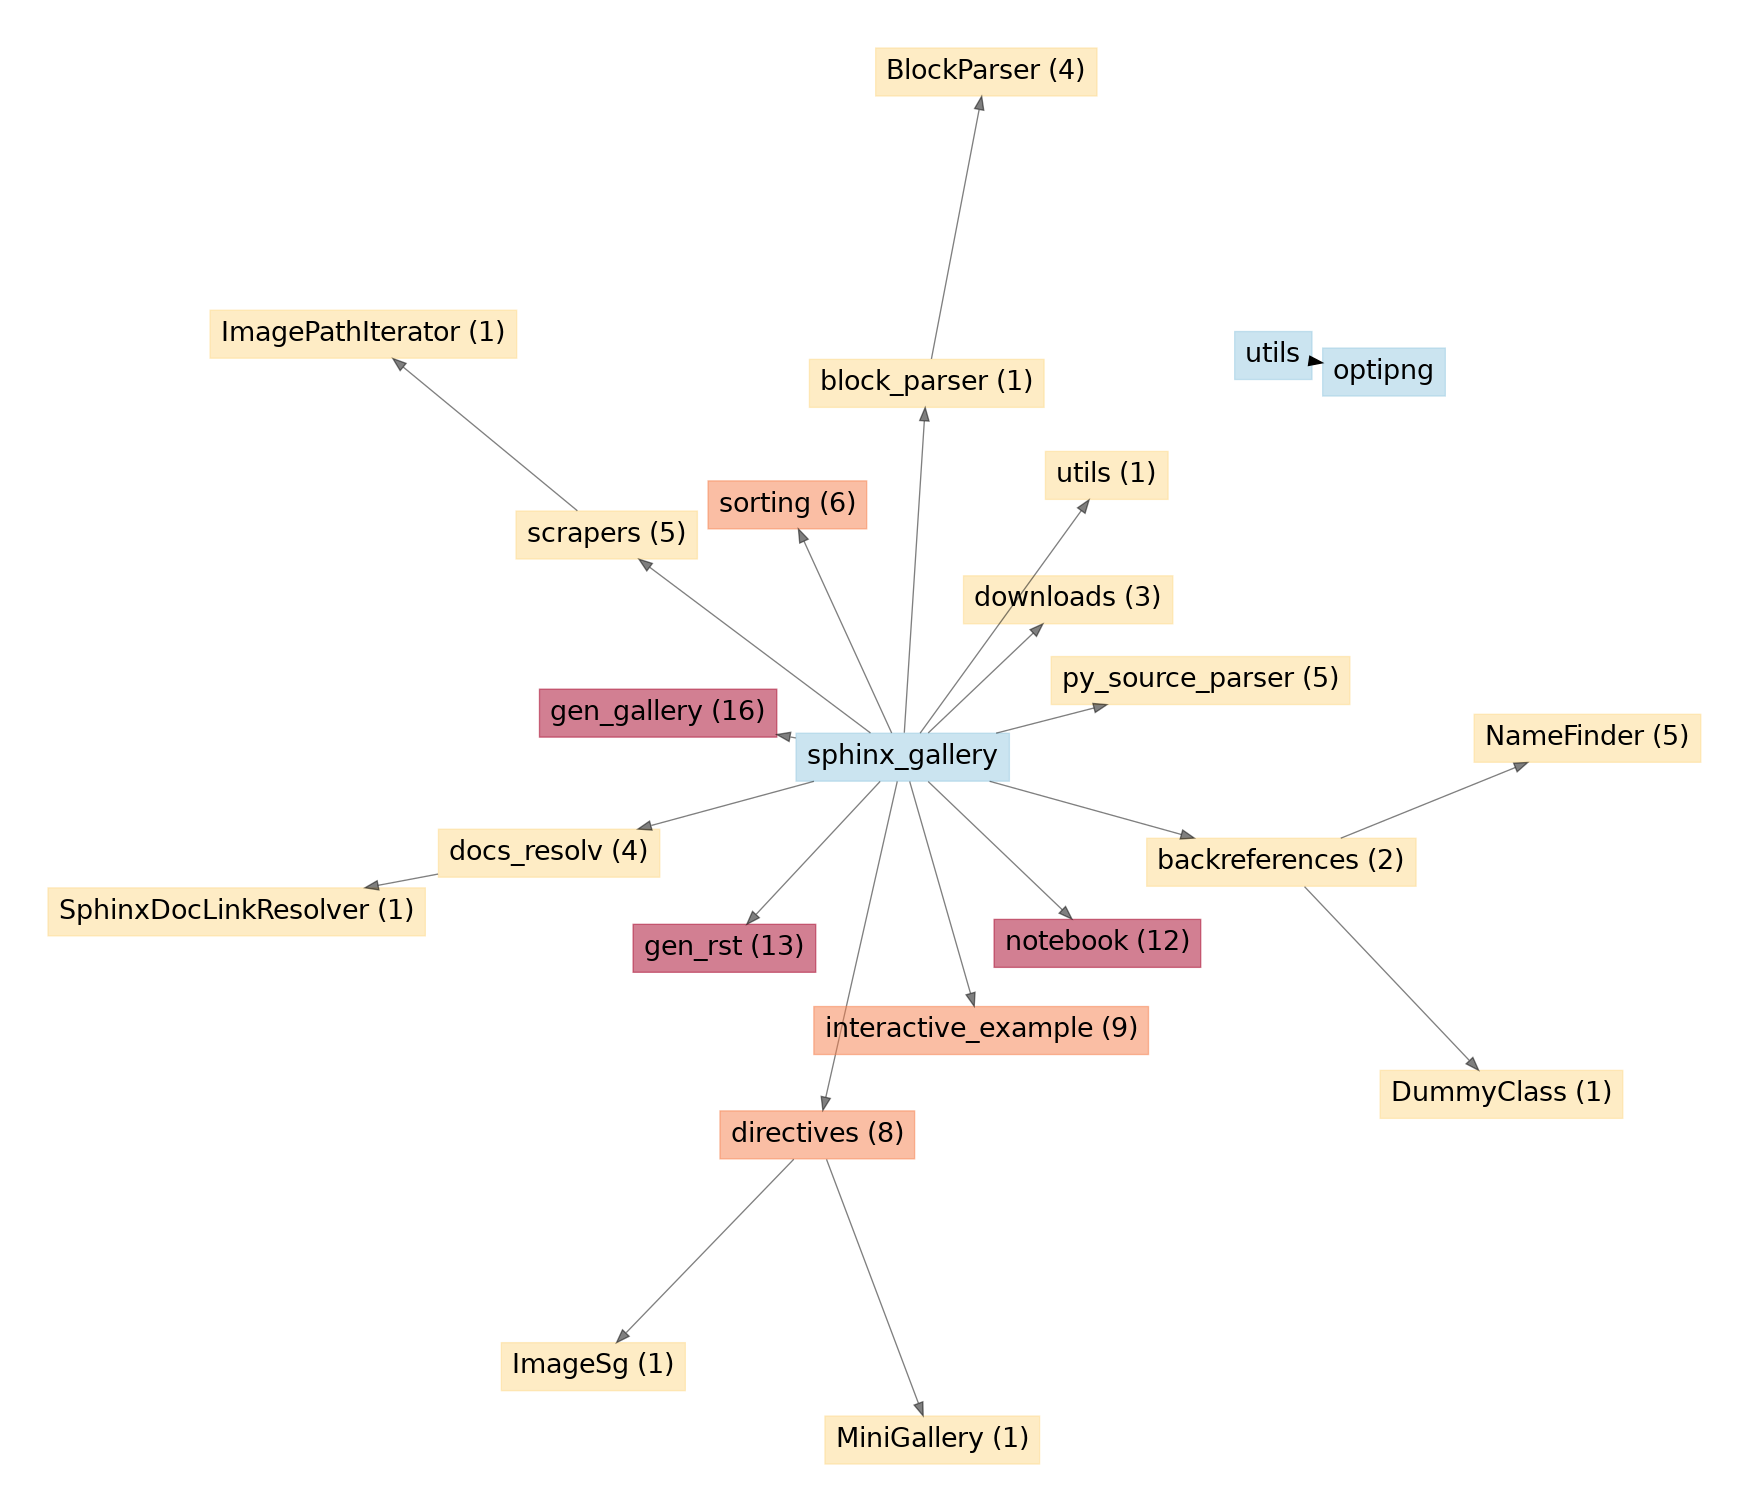 BlockParser (4)
ImagePathIterator (1)
utils
optipng
block_parser (1)
utils (1)
sorting (6)
scrapers (5)
downloads (3)
py_source_parser (5)
gen_gallery (16)
NameFinder (5)
sphinx_gallery
docs_resolv (4)
backreferences (2)
SphinxDocLinkResolver (1)
gen_rst (13)
notebook (12)
interactive_example (9)
DummyClass (1)
directives (8)
ImageSg (1)
MiniGallery (1)